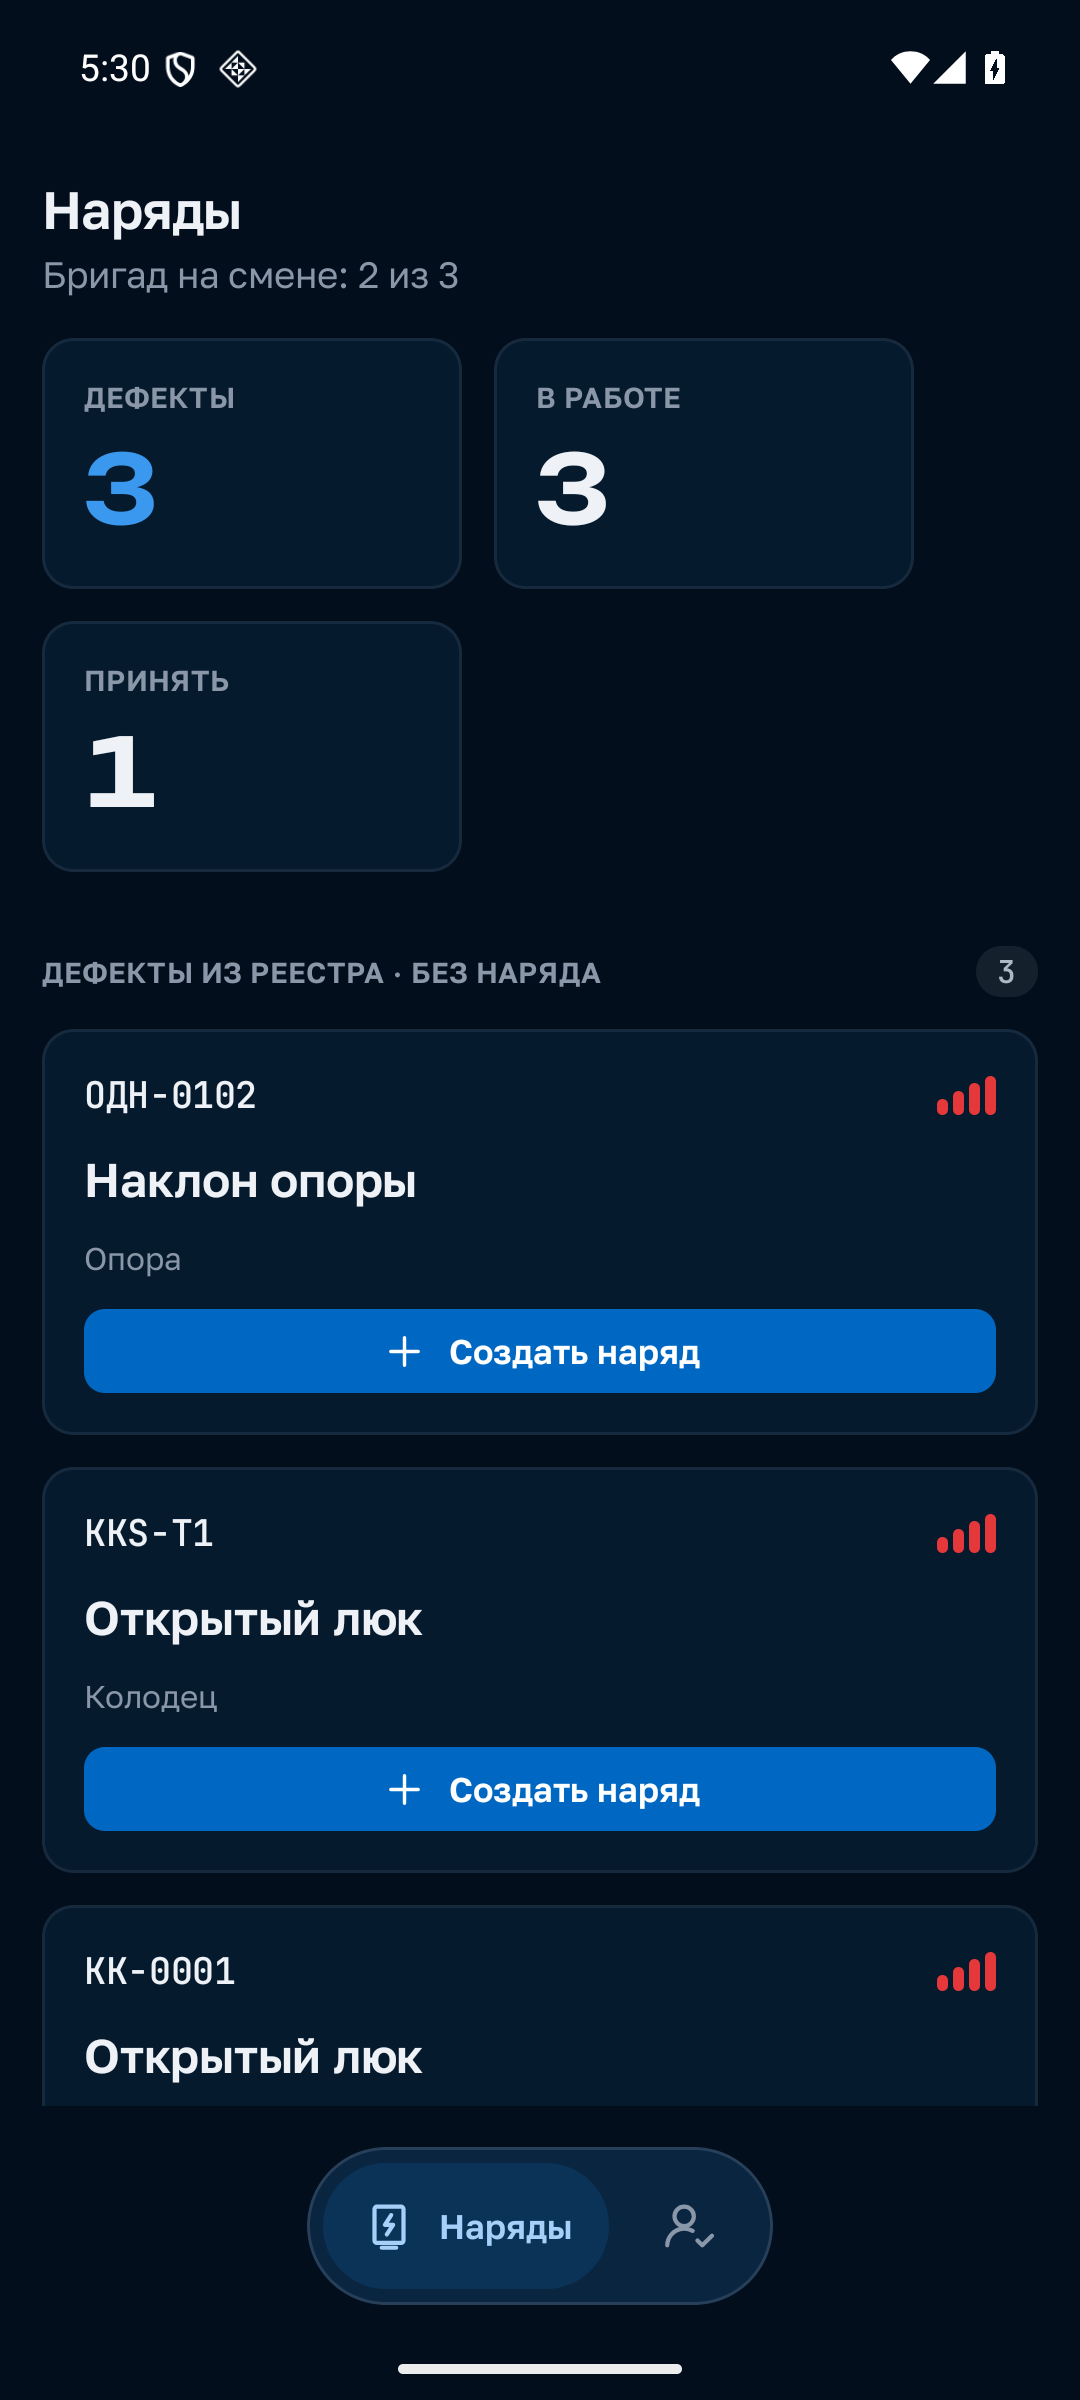 5:30
Наряды
Бригад на смене: 2 из 3
ДЕФЕКТЫ
3
В РАБОТЕ
3
ПРИНЯТЬ
1
ДЕФЕКТЫ ИЗ РЕЕСТРА · БЕЗ НАРЯДА
3
ОДН-0102
Наклон опоры
Опора
Создать наряд
KKS-T1
Открытый люк
Колодец
Создать наряд
КК-0001
Открытый люк
Наряды